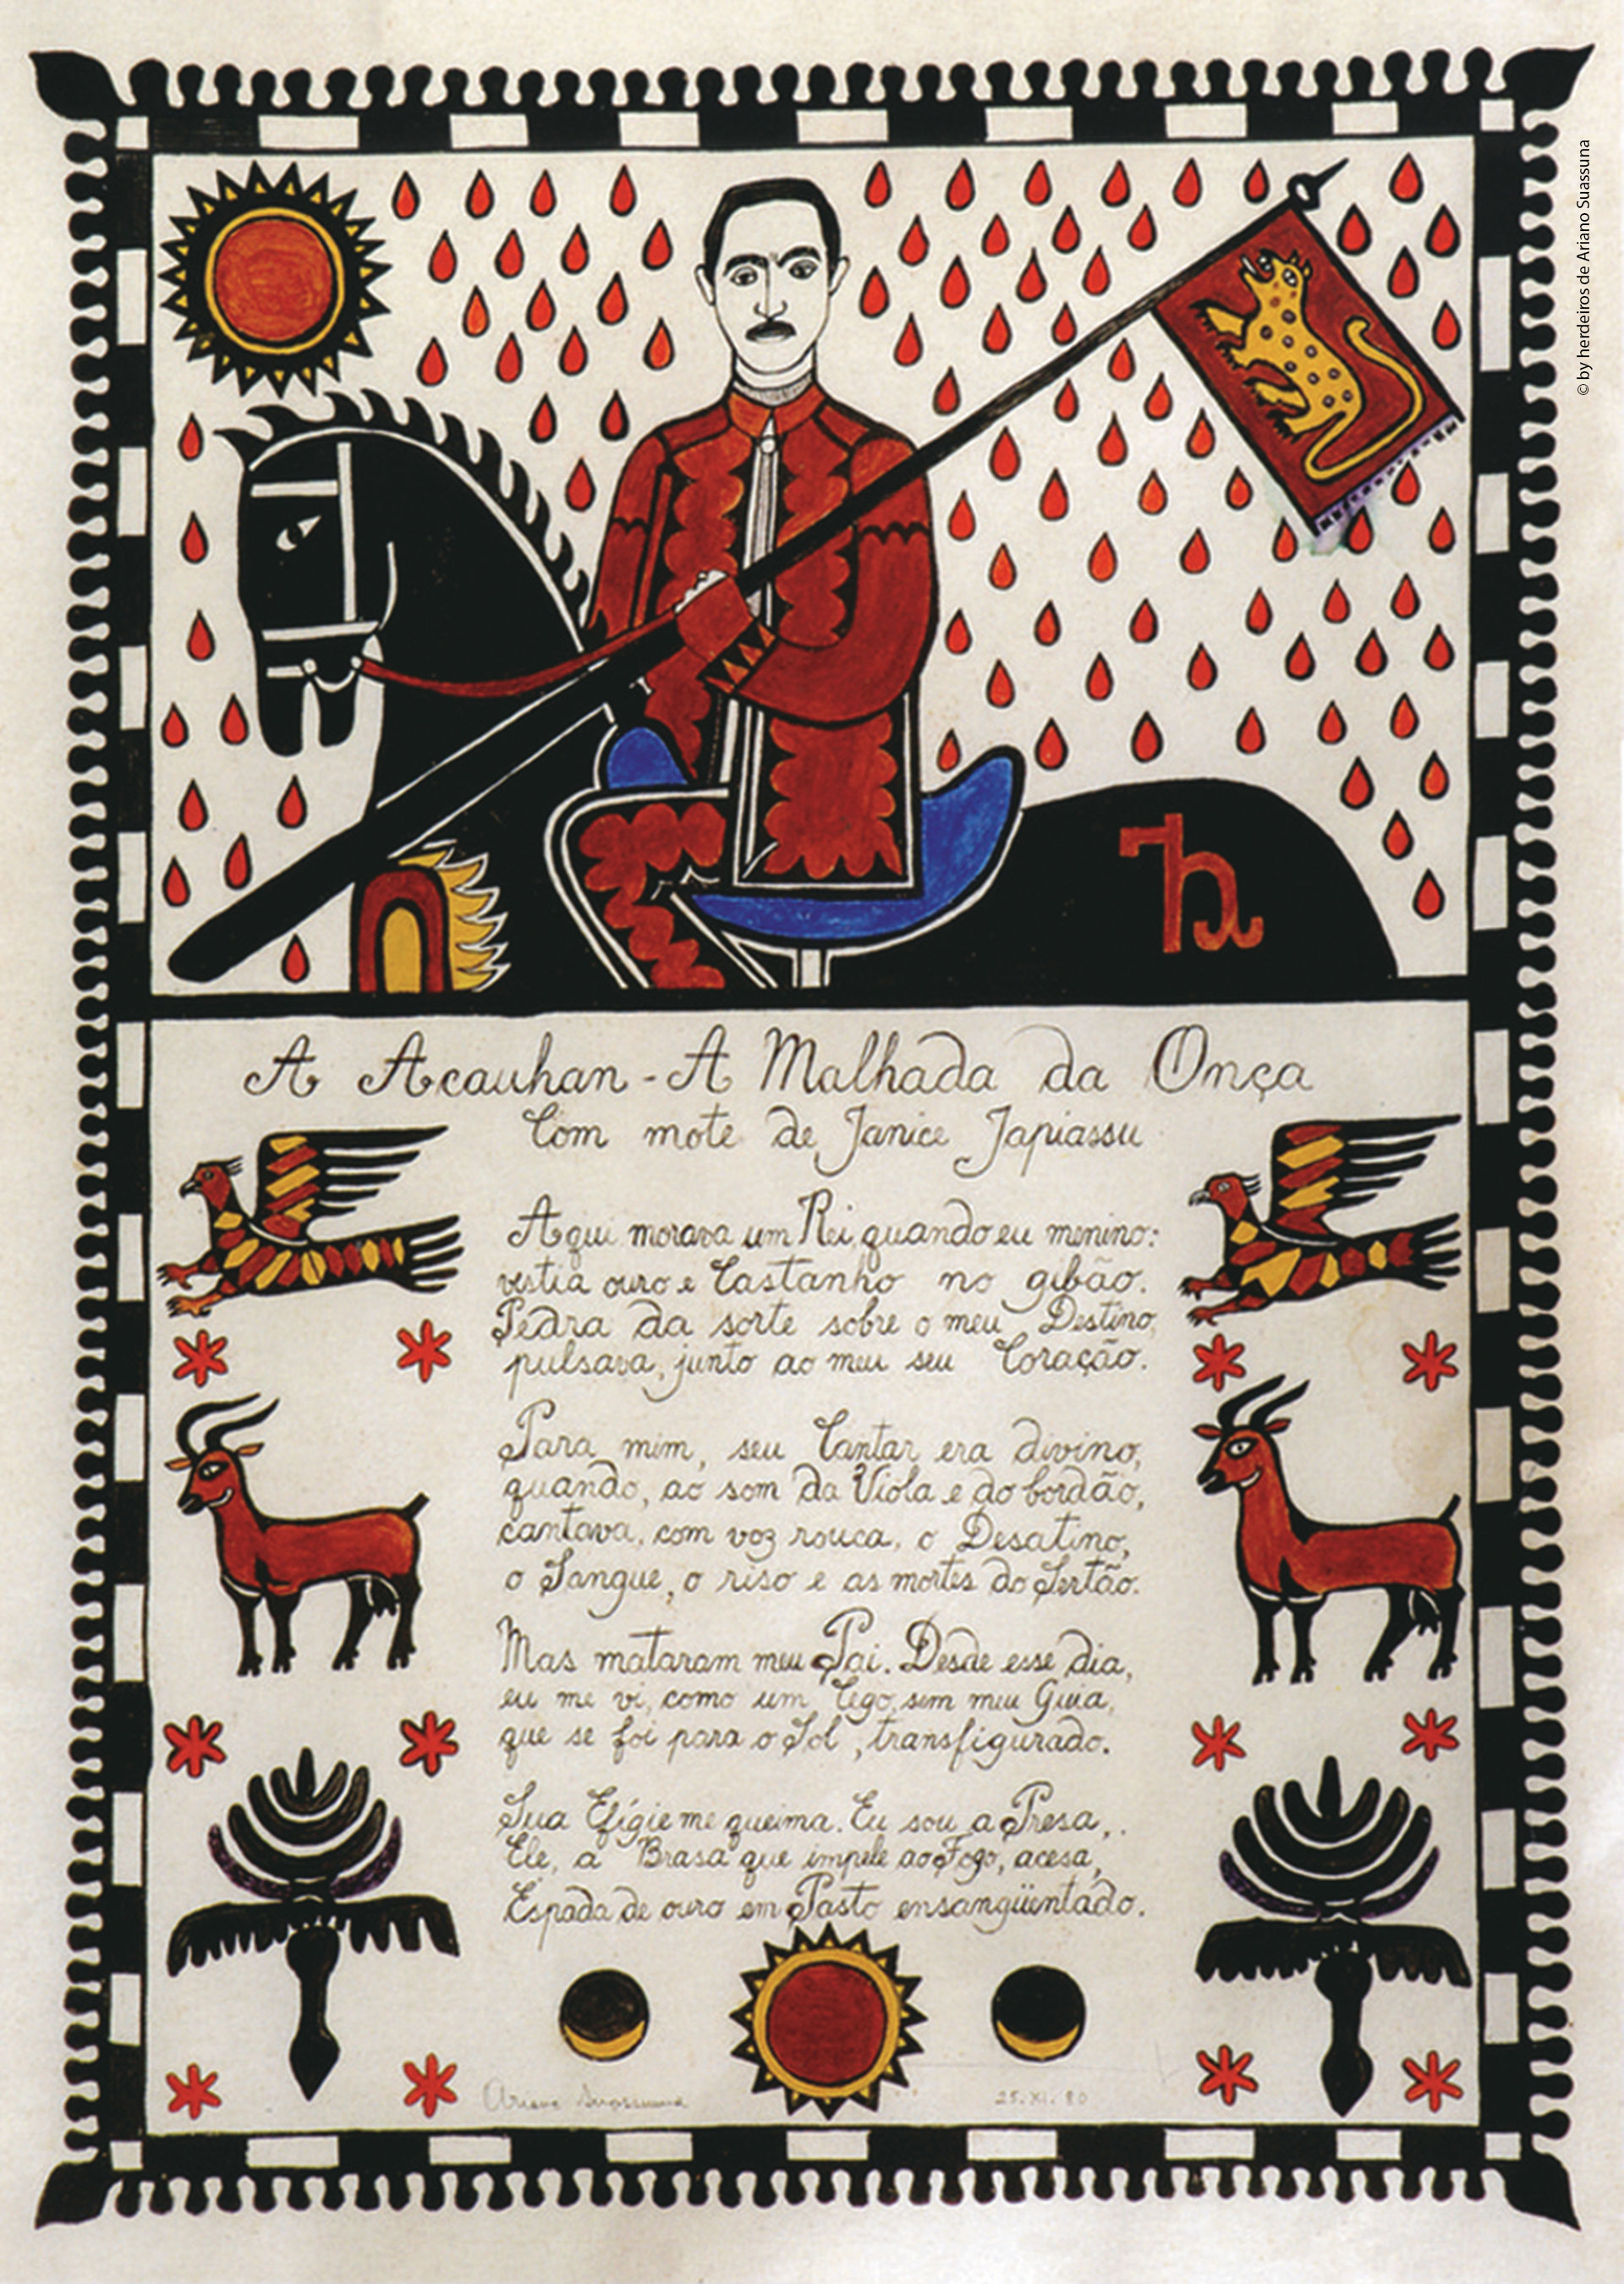 © by herdeiros de Ariano Suassuna
A Acauhan - A Malhada da Onça
Com mote de Janice Japiassu
Aqui morava um Rei, quando eu menino:
vestia ouro e Castanho no gibão.
Pedra da sorte sobre o meu Destino,
pulsava, junto ao meu seu Coração.
Para mim, seu Cantar era divino,
quando, ao som da Viola e do bordão,
cantava, com voz rouca, o Desatino,
o Sangue, o riso e as mortes do Sertão.
Mas mataram meu Pai. Desde esse dia,
eu me vi, como um Cego, sem meu Guia,
que se foi para o Sol, transfigurado.
Sua Efígie me queima. Eu sou a Presa,
Ele, a Brasa que impele ao Fogo, acesa,
Espada de ouro em Pasto ensangüentado.
Ariano Suassuna
25.XI.80